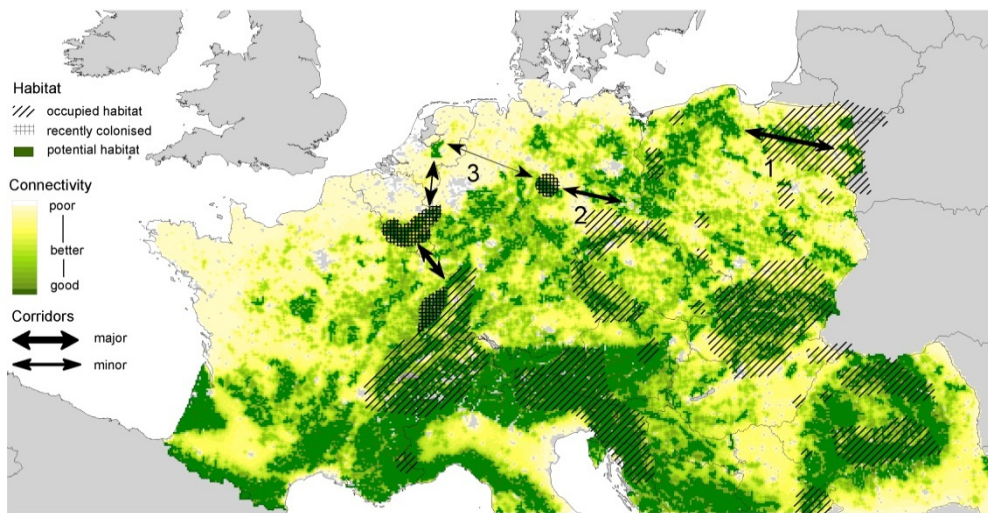 Habitat
occupied habitat
recently colonised
potential habitat
Connectivity
poor
better
good
Corridors
major
minor
1
2
3